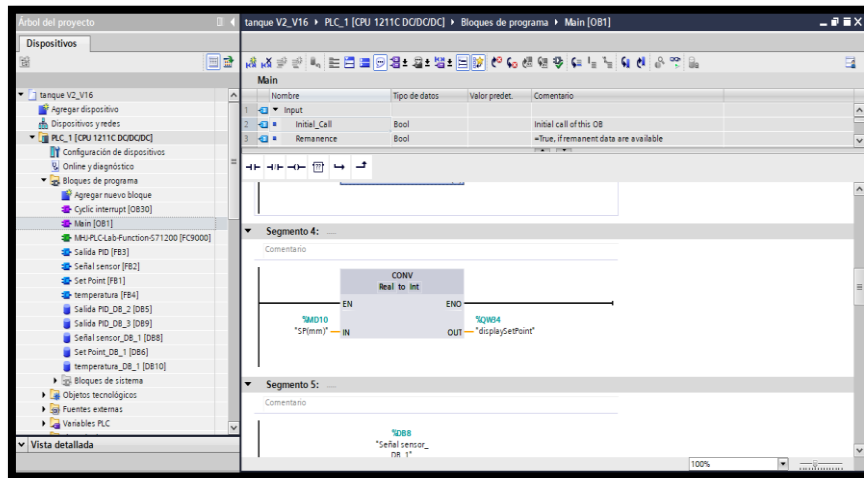 Árbol del proyecto
tanque V2_V16 ▸ PLC_1 [CPU 1211C DC/DC/DC] ▸ Bloques de programa ▸ Main [OB1]
Dispositivos
Main
Nombre Tipo de datos Valor predet. Comentario
1 Input
2 Initial_Call Bool Initial call of this OB
3 Remanence Bool =True, if remanent data are available
tanque V2_V16
Agregar dispositivo
Dispositivos y redes
PLC_1 [CPU 1211C DC/DC/DC]
Configuración de dispositivos
Online y diagnóstico
Bloques de programa
Agregar nuevo bloque
Cyclic interrupt [OB30]
Main [OB1]
MHJ-PLC-Lab-Function-S71200 [FC9000]
Salida PID [FB3]
Señal sensor [FB2]
Set Point [FB1]
temperatura [FB4]
Salida PID_DB_2 [DB5]
Salida PID_DB_3 [DB9]
Señal sensor_DB_1 [DB8]
Set Point_DB_1 [DB6]
temperatura_DB_1 [DB10]
Bloques de sistema
Objetos tecnológicos
Fuentes externas
Variables PLC
Vista detallada
Segmento 4: .....
Comentario
CONV
Real to Int
EN ENO
%MD10 %QW84
"SP(mm)" IN OUT "displaySetPoint"
Segmento 5: .....
Comentario
%DB8
"Señal sensor_
DB_1"
100%